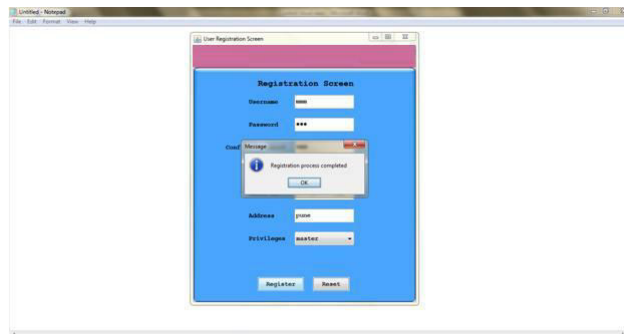 Untitled - Notepad
File Edit Format View Help
User Registration Screen
Registration Screen
Username
Password •••
Conf
Message
Registration process completed
OK
Address pune
Privileges master
Register Reset